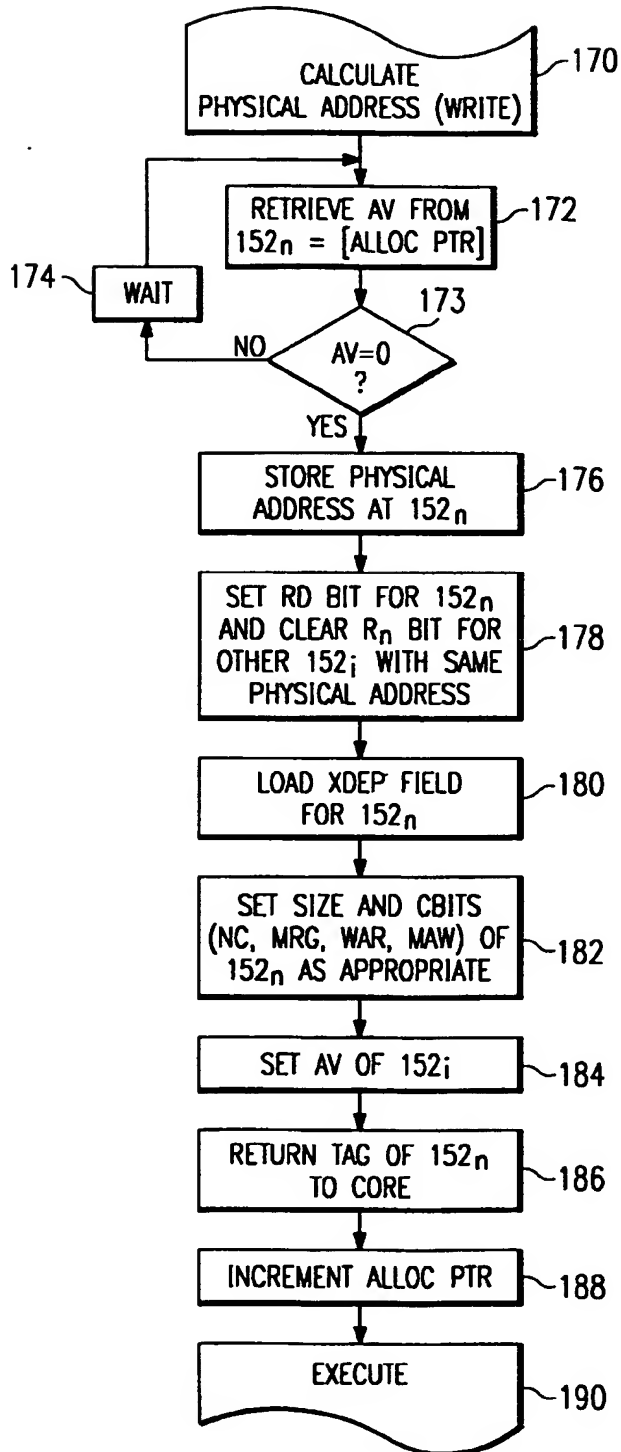 CALCULATE
PHYSICAL ADDRESS (WRITE)
170
RETRIEVE AV FROM
152n = [ALLOC PTR]
172
174
WAIT
173
NO
AV=0
?
YES
STORE PHYSICAL
ADDRESS AT 152n
176
SET RD BIT FOR 152n
AND CLEAR Rn BIT FOR
OTHER 152i WITH SAME
PHYSICAL ADDRESS
178
LOAD XDEP FIELD
FOR 152n
180
SET SIZE AND CBITS
(NC, MRG, WAR, MAW) OF
152n AS APPROPRIATE
182
SET AV OF 152i
184
RETURN TAG OF 152n
TO CORE
186
INCREMENT ALLOC PTR
188
EXECUTE
190